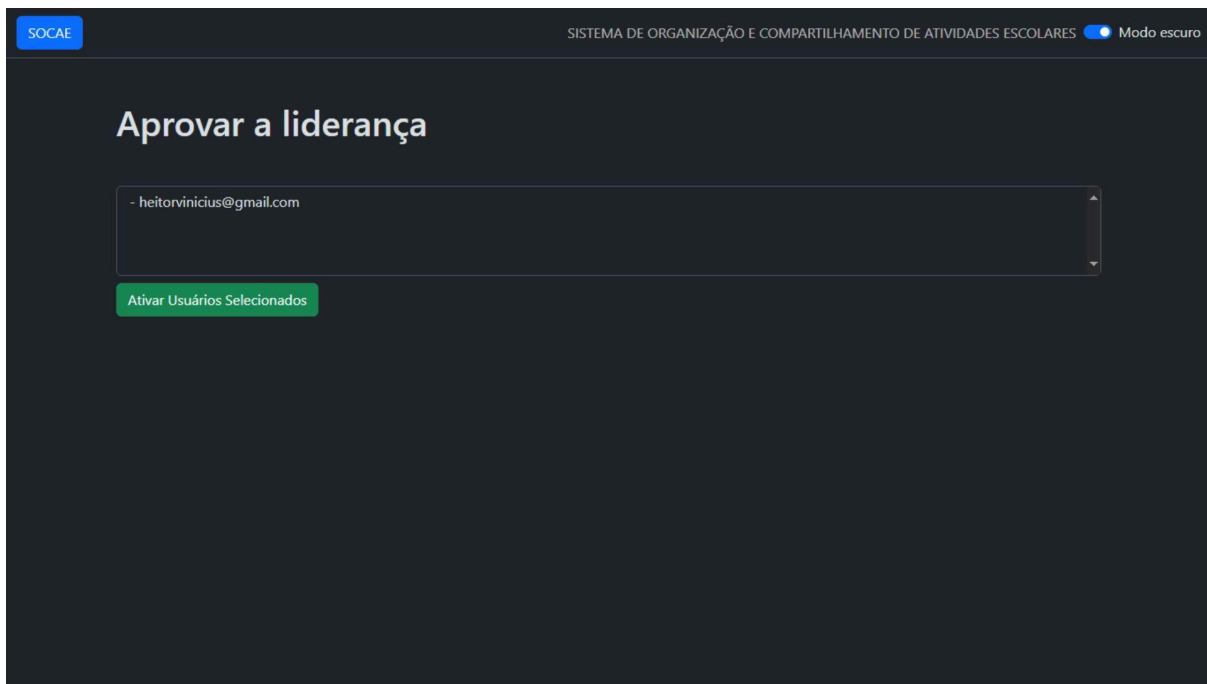 SOCAE
SISTEMA DE ORGANIZAÇÃO E COMPARTILHAMENTO DE ATIVIDADES ESCOLARES
Modo escuro
Aprovar a liderança
- heitorvinicius@gmail.com
Ativar Usuários Selecionados